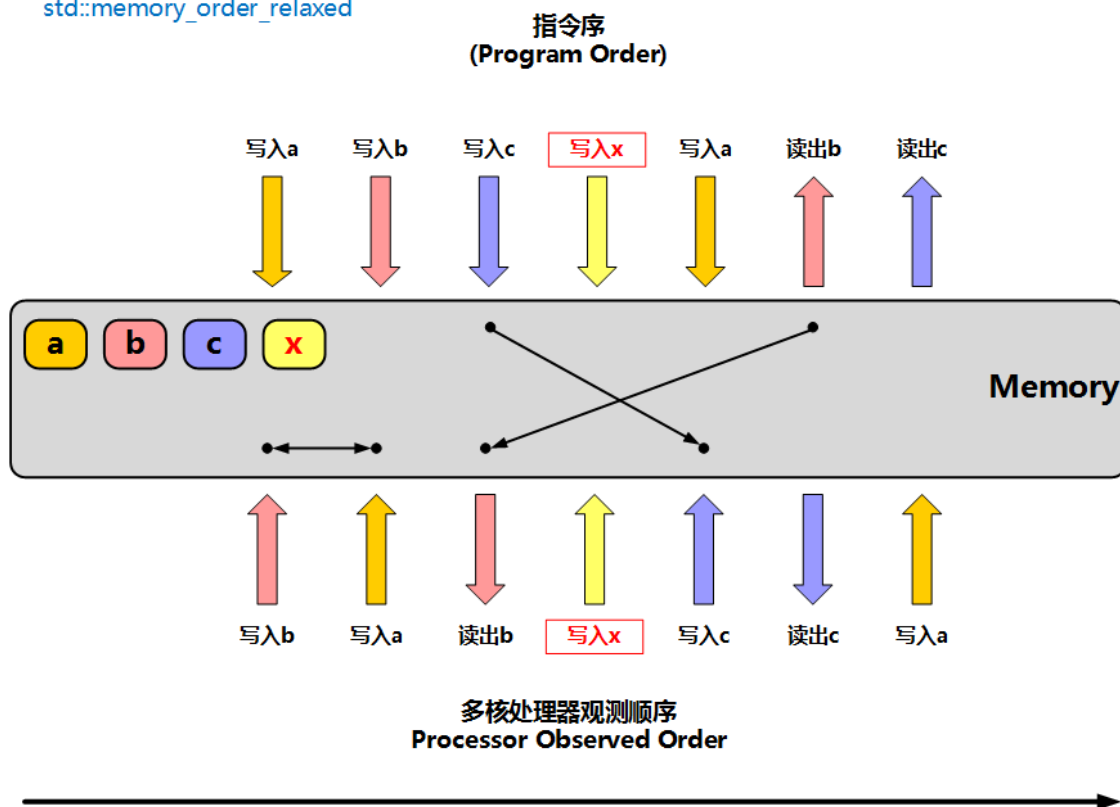 std::memory_order_relaxed
指令序
(Program Order)
写入a 写入b 写入c 写入x 写入a 读出b 读出c
a b c x
Memory
写入b 写入a 读出b 写入x 写入c 读出c 写入a
多核处理器观测顺序
Processor Observed Order